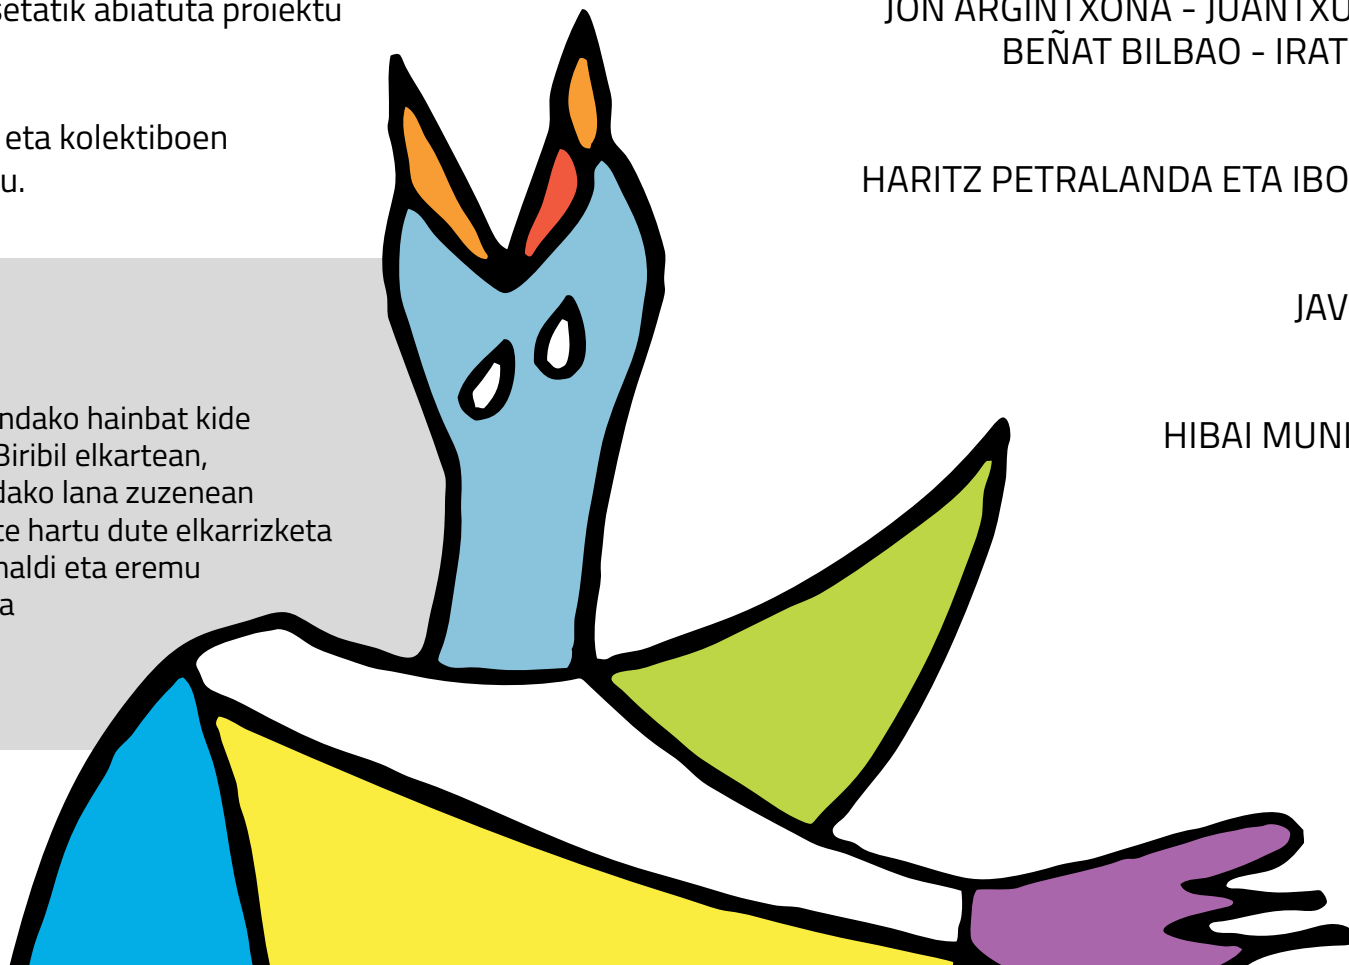 setatik abiatuta proiektu
eta kolektiboen
u.
ndako hainbat kide
Biribil elkartean,
dako lana zuzenean
te hartu dute elkarrizketa
naldi eta eremu
a
JON ARGINTXONA - JUANTXU
BEÑAT BILBAO - IRAT
HARITZ PETRALANDA ETA IBO
JAV
HIBAI MUNI